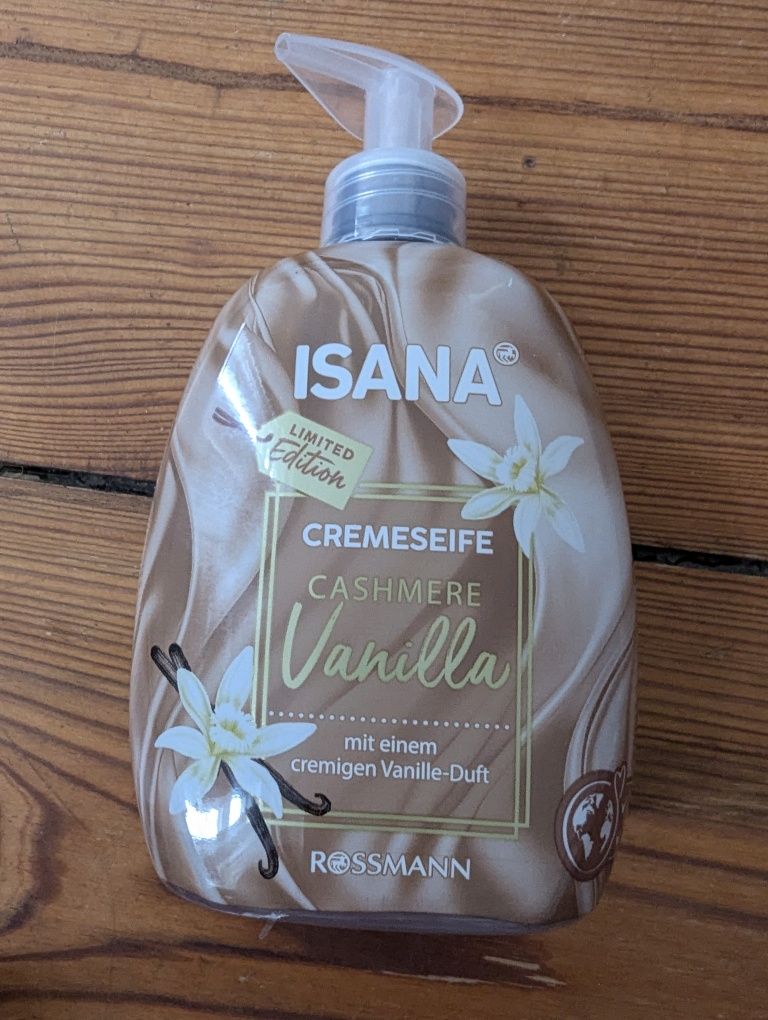 ISANA
LIMITED
Edition
CREMESEIFE
CASHMERE
Vanilla
mit einem
cremigen Vanille-Duft
ROSSMANN